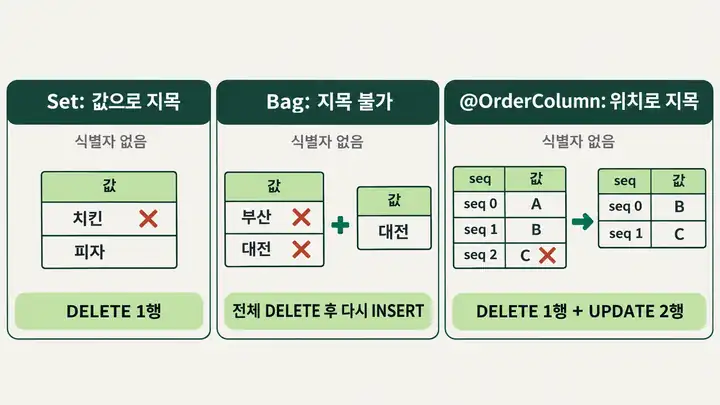 Set: 값으로 지목
식별자 없음
값
치킨
피자
DELETE 1행
Bag: 지목 불가
식별자 없음
값
부산
대전
값
대전
전체 DELETE 후 다시 INSERT
@OrderColumn: 위치로 지목
식별자 없음
seq 값
seq 0 A
seq 1 B
seq 2 C
seq 값
seq 0 B
seq 1 C
DELETE 1행 + UPDATE 2행